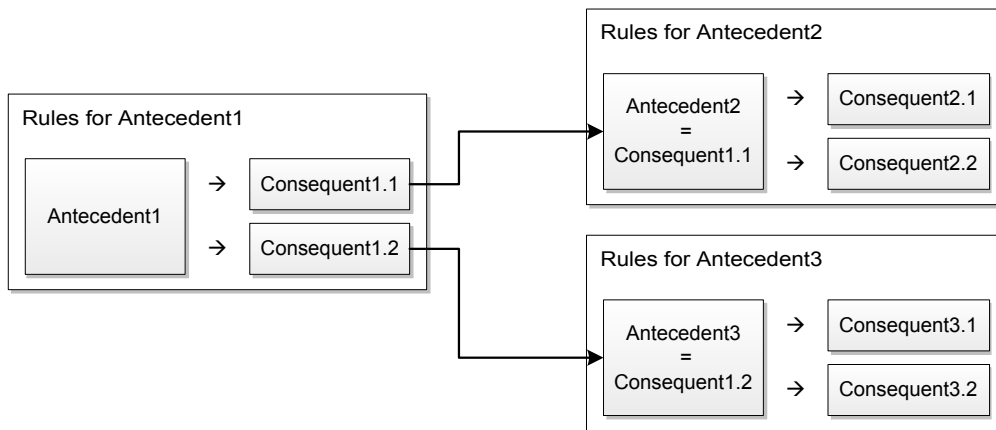 Rules for Antecedent1
Antecedent1
→ Consequent1.1
→ Consequent1.2
Rules for Antecedent2
Antecedent2
=
Consequent1.1
→ Consequent2.1
→ Consequent2.2
Rules for Antecedent3
Antecedent3
=
Consequent1.2
→ Consequent3.1
→ Consequent3.2